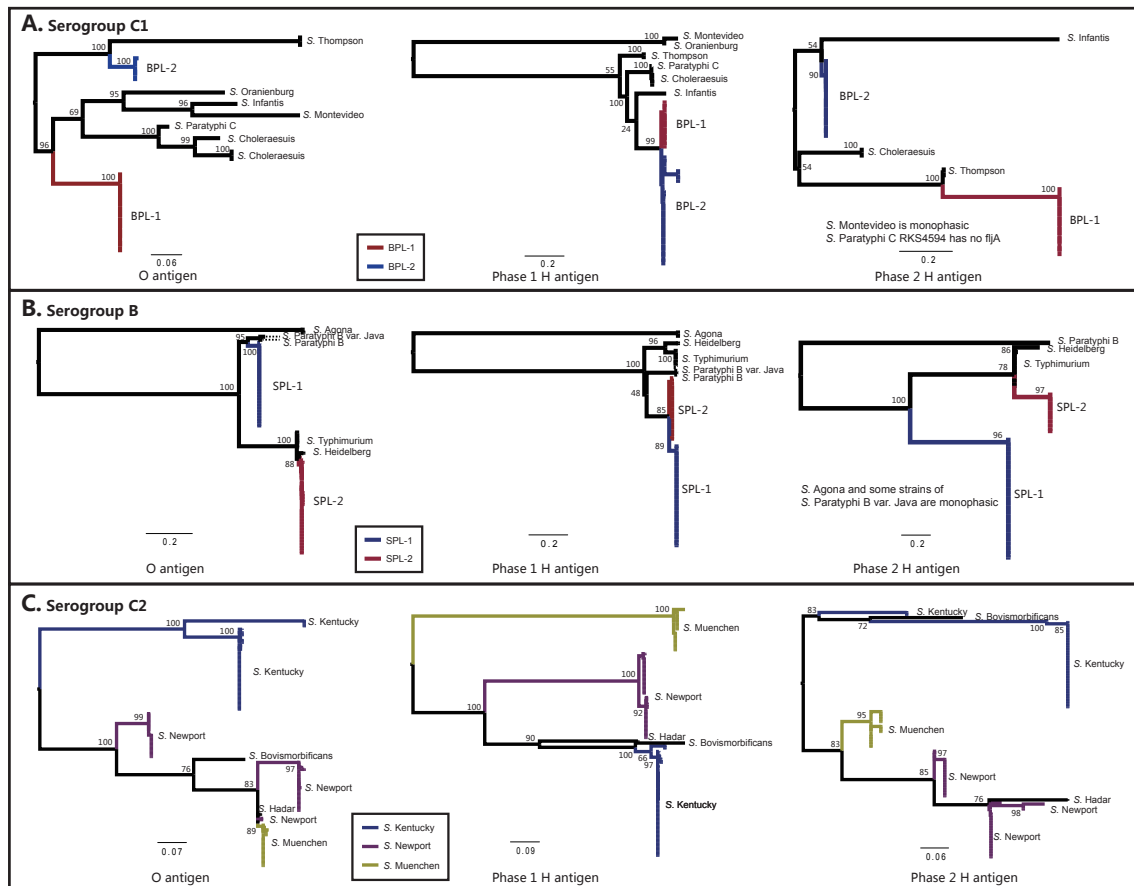 A. Serogroup C1
100
S. Thompson
100
BPL-2
95
S. Oranienburg
96
S. Infantis
69
S. Montevideo
S. Paratyphi C
100
S. Choleraesuis
99
96
100
S. Choleraesuis
100
BPL-1
0.06
O antigen
BPL-1
BPL-2
100
S. Montevideo
S. Oranienburg
100
S. Thompson
55
100
S. Paratyphi C
S. Choleraesuis
100
S. Infantis
24
BPL-1
99
BPL-2
0.2
Phase 1 H antigen
S. Infantis
54
90
BPL-2
100
S. Choleraesuis
54
S. Thompson
100
100
BPL-1
S. Montevideo is monophasic
S. Paratyphi C RKS4594 has no fljA
0.2
Phase 2 H antigen
B. Serogroup B
S. Agona
95
S. Paratyphi B var. Java
S. Paratyphi B
100
SPL-1
100
100
S. Typhimurium
S. Heidelberg
88
SPL-2
0.2
O antigen
SPL-1
SPL-2
S. Agona
96
S. Heidelberg
100
S. Typhimurium
100
S. Paratyphi B var. Java
S. Paratyphi B
48
85
SPL-2
89
SPL-1
0.2
Phase 1 H antigen
S. Paratyphi B
86
S. Heidelberg
78
S. Typhimurium
97
SPL-2
100
96
SPL-1
S. Agona and some strains of
S. Paratyphi B var. Java are monophasic
0.2
Phase 2 H antigen
C. Serogroup C2
100
S. Kentucky
100
S. Kentucky
99
S. Newport
100
76
S. Bovismorbificans
97
83
S. Newport
S. Hadar
S. Newport
89
S. Muenchen
0.07
O antigen
S. Kentucky
S. Newport
S. Muenchen
100
S. Muenchen
100
S. Newport
100
92
90
S. Hadar
S. Bovismorbificans
100
66
97
S. Kentucky
0.09
Phase 1 H antigen
83
S. Kentucky
S. Bovismorbificans
72
100
85
S. Kentucky
95
S. Muenchen
83
97
85
S. Newport
76
S. Hadar
S. Newport
98
S. Newport
0.06
Phase 2 H antigen